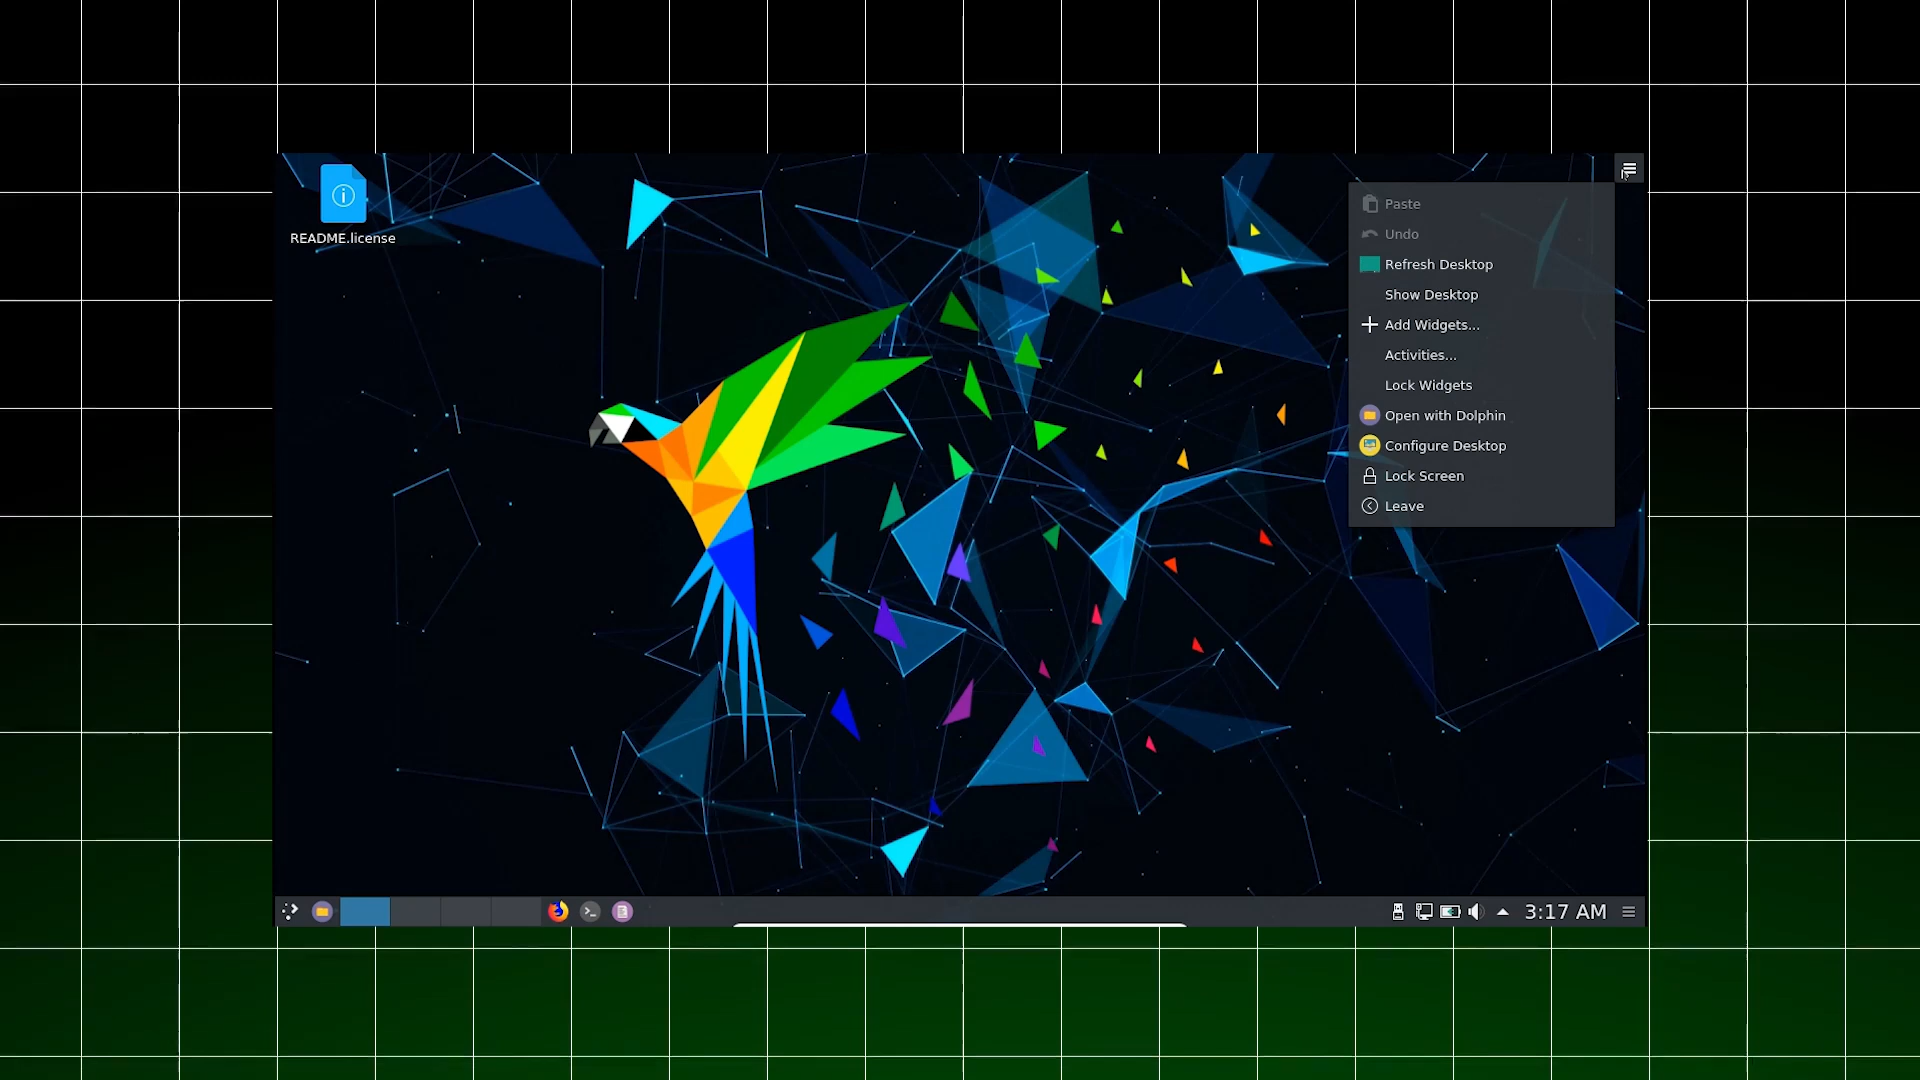 README.license
Paste
Undo
Refresh Desktop
Show Desktop
Add Widgets...
Activities...
Lock Widgets
Open with Dolphin
Configure Desktop
Lock Screen
Leave
3:17 AM